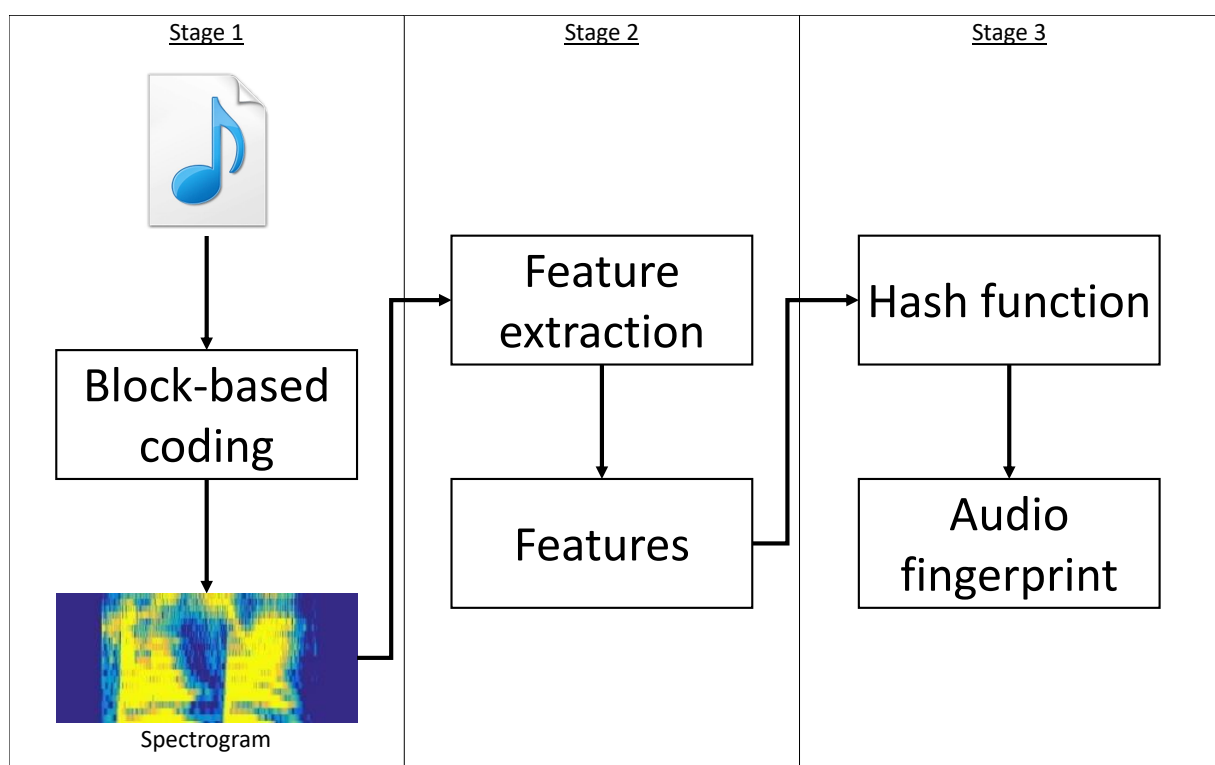 Stage 1
Block-based
coding
Spectrogram
Stage 2
Feature
extraction
Features
Stage 3
Hash function
Audio
fingerprint